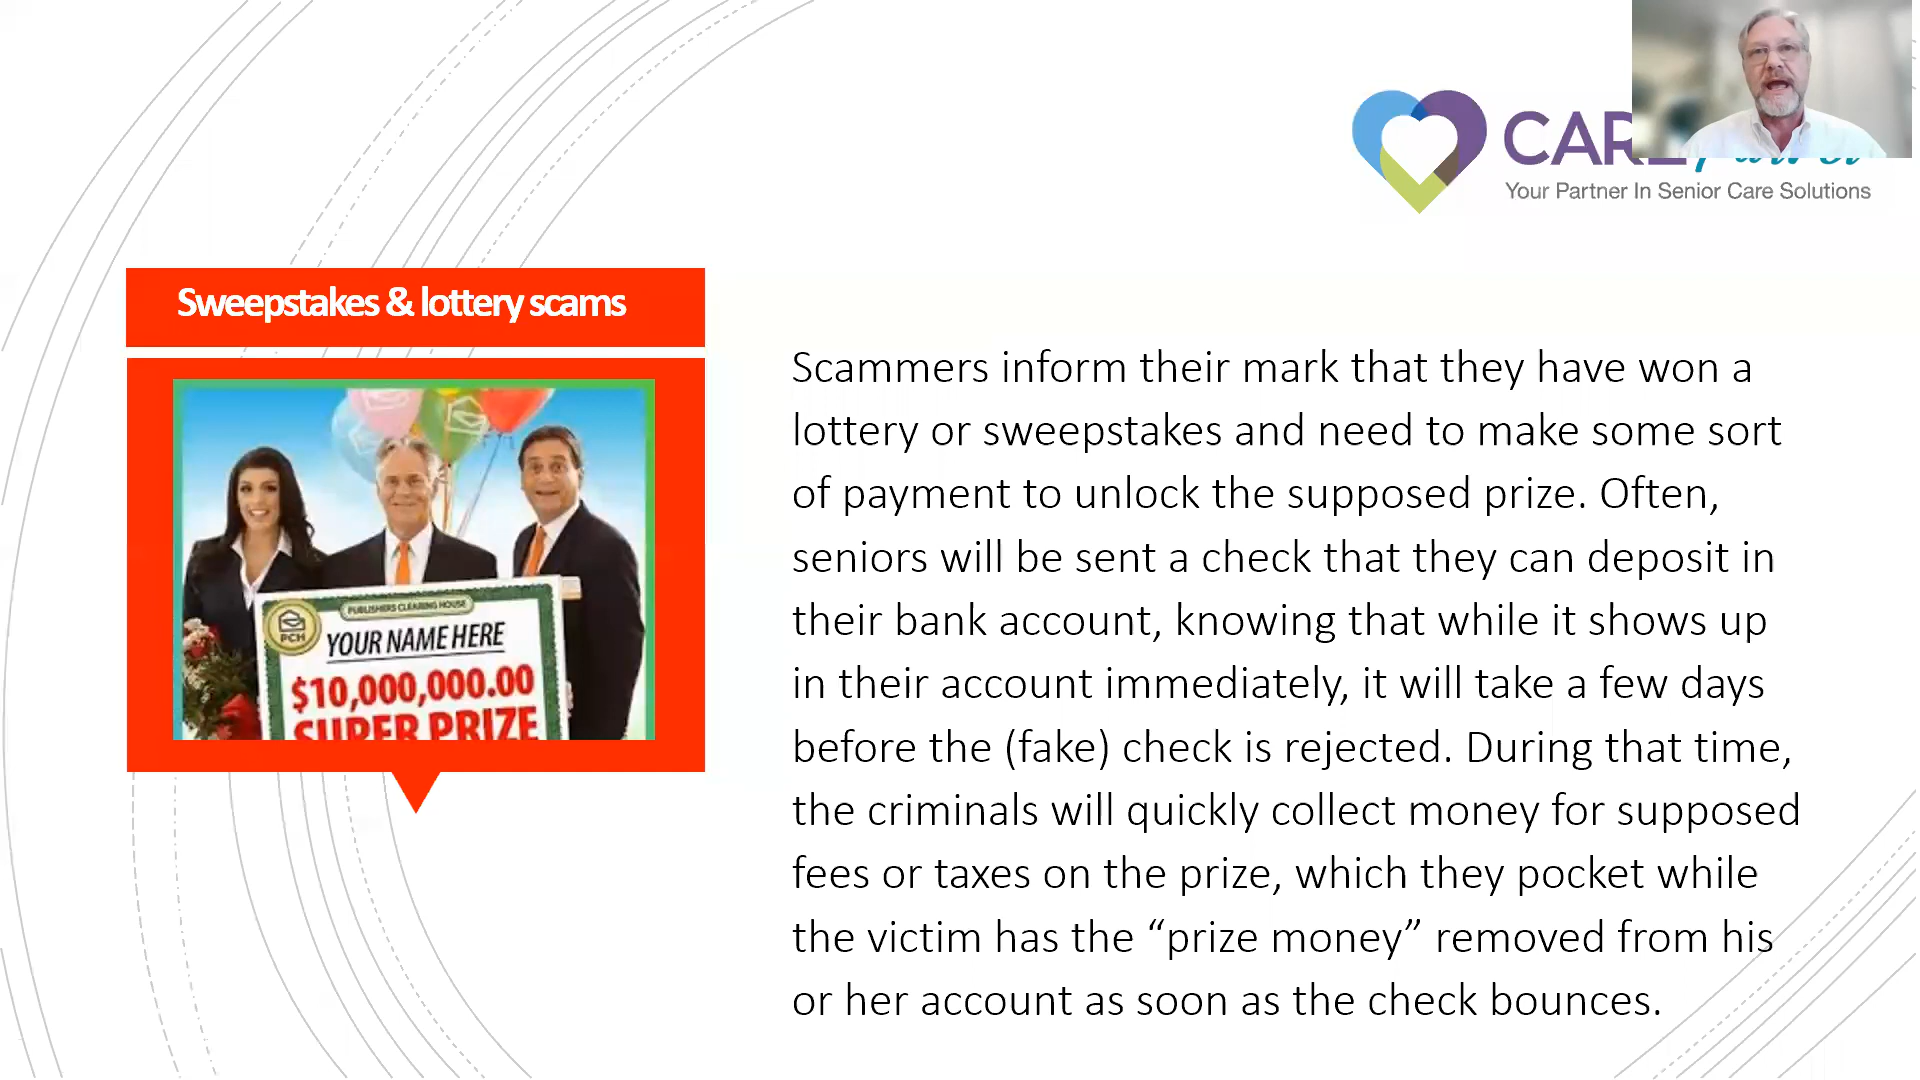 CARE
Your Partner In Senior Care Solutions
Sweepstakes & lottery scams
PUBLISHERS CLEARING HOUSE
PCH
YOUR NAME HERE
$10,000,000.00
SUPER PRIZE
Scammers inform their mark that they have won a
lottery or sweepstakes and need to make some sort
of payment to unlock the supposed prize. Often,
seniors will be sent a check that they can deposit in
their bank account, knowing that while it shows up
in their account immediately, it will take a few days
before the (fake) check is rejected. During that time,
the criminals will quickly collect money for supposed
fees or taxes on the prize, which they pocket while
the victim has the “prize money” removed from his
or her account as soon as the check bounces.